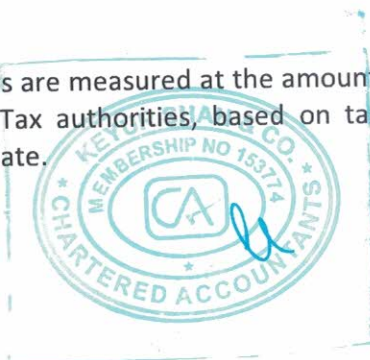 s are measured at the amoun
Tax authorities, based on ta
ate.
KEYUR SHAH & CO.
MEMBERSHIP NO 153774
CA
CHARTERED ACCOUNTANTS